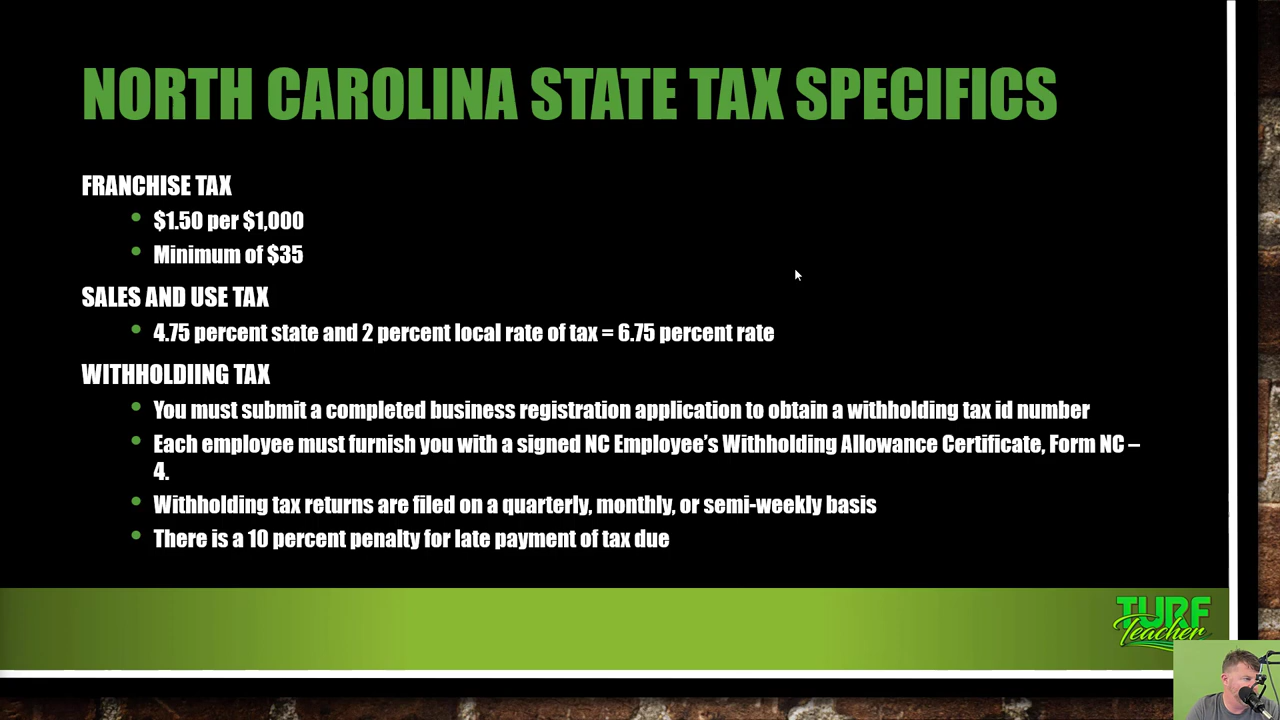 NORTH CAROLINA STATE TAX SPECIFICS
FRANCHISE TAX
• $1.50 per $1,000
• Minimum of $35
SALES AND USE TAX
• 4.75 percent state and 2 percent local rate of tax = 6.75 percent rate
WITHHOLDIING TAX
• You must submit a completed business registration application to obtain a withholding tax id number
• Each employee must furnish you with a signed NC Employee's Withholding Allowance Certificate, Form NC –
4.
• Withholding tax returns are filed on a quarterly, monthly, or semi-weekly basis
• There is a 10 percent penalty for late payment of tax due
TURF
Teacher